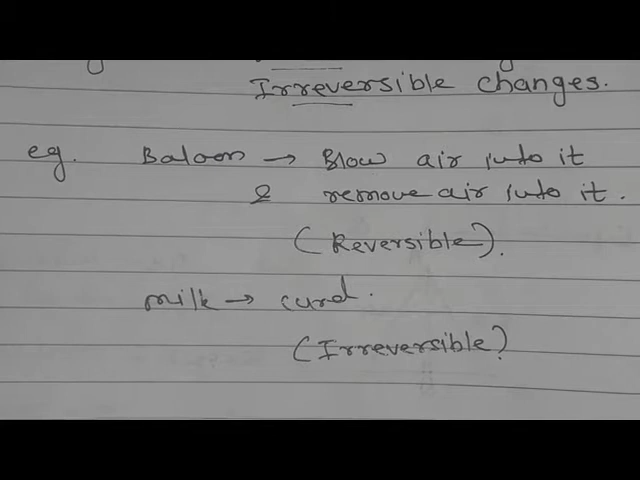 Irreversible changes.
eg. Baloon → Blow air into it
& remove air into it.
(Reversible).
milk → curd.
(Irreversible)